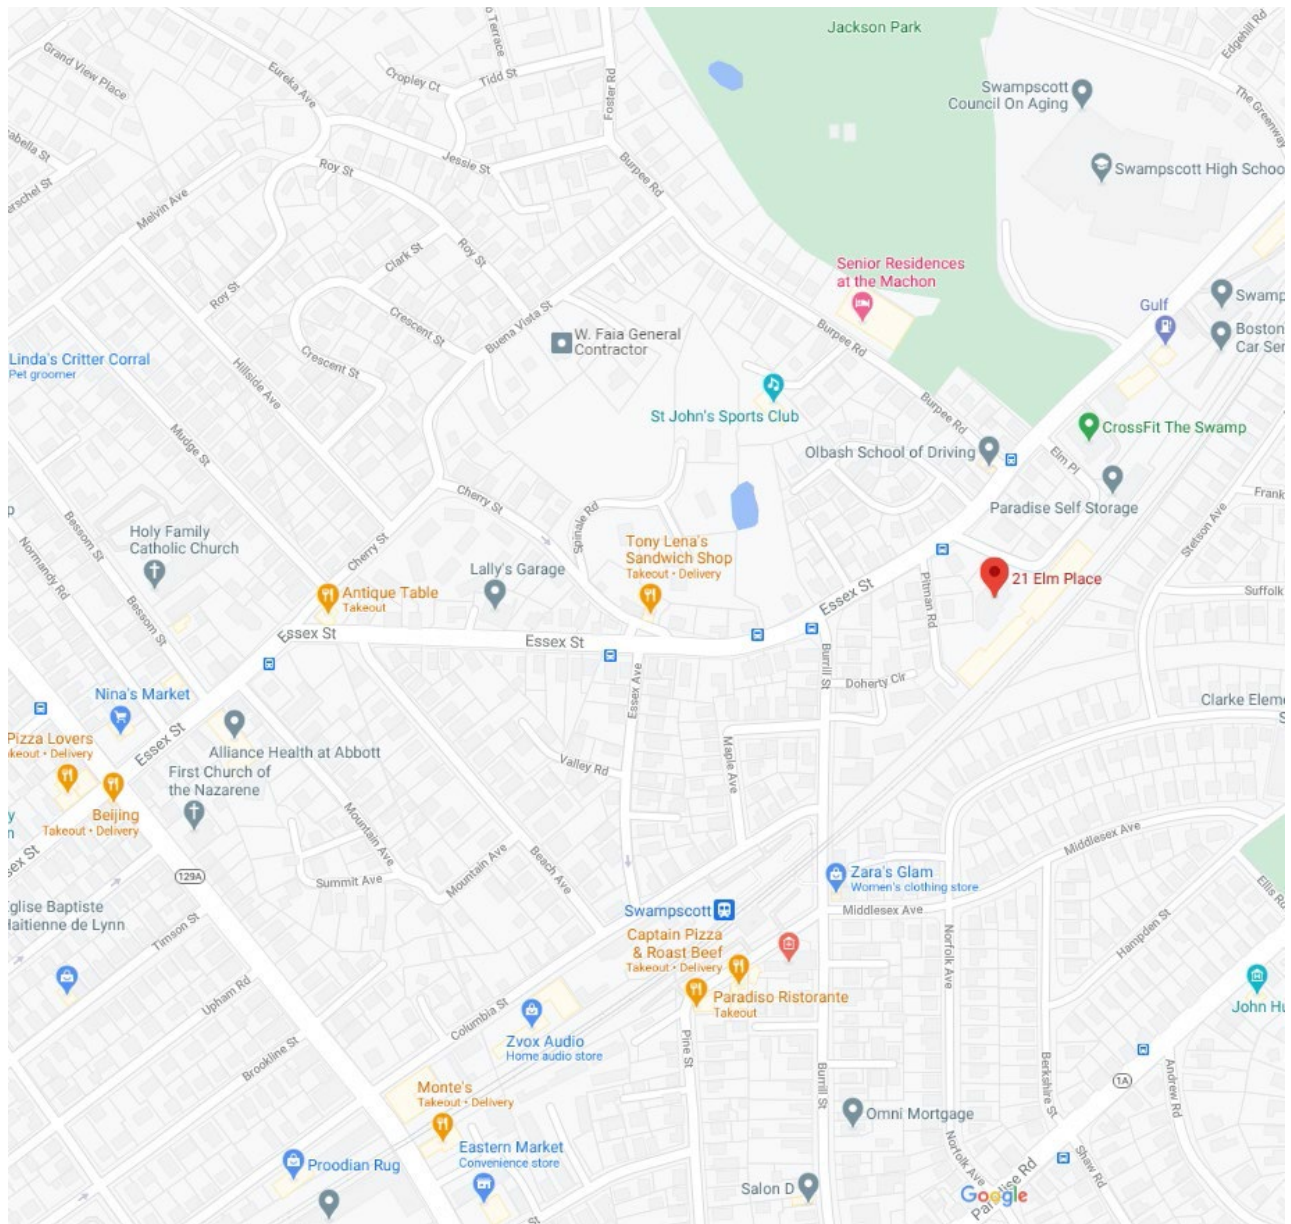 Jackson Park
Edgehill Rd
Terrace
Grand View Place
Eureka Ave
Cropley Ct
Tidd St
Foster Rd
Swampscott
Council On Aging
The Greenway
Jessie St
Roy St
Burpee Rd
Swampscott High Schoo
Melvin Ave
Clark St
Roy St
Senior Residences
at the Machon
Roy St
Swamp
Gulf
Boston
Car Ser
Crescent St
Buena Vista St
W. Faia General
Contractor
Burpee Rd
Linda's Critter Corral
Pet groomer
Crescent St
Hillside Ave
St John's Sports Club
Burpee Rd
CrossFit The Swamp
Mudge St
Olbash School of Driving
Elm Pl
Cherry St
Paradise Self Storage
Frank
Spinale Rd
Stetson Ave
Bessom St
Holy Family
Catholic Church
Normandy Rd
Cherry St
Tony Lena's
Sandwich Shop
Takeout • Delivery
Lally's Garage
21 Elm Place
Antique Table
Takeout
Essex St
Pitman Rd
Suffolk
Bessom St
Essex St
Essex St
Burrill St
Essex Ave
Doherty Cir
Nina's Market
Clarke Eleme
Essex St
Pizza Lovers
keout • Delivery
Alliance Health at Abbott
Valley Rd
Maple Ave
First Church of
the Nazarene
Beijing
Takeout • Delivery
Mountain Ave
Middlesex Ave
sex St
129A
Beach Ave
Mountain Ave
Summit Ave
Zara's Glam
Women's clothing store
Ellis Rd
Swampscott
Middlesex Ave
glise Baptiste
Haitienne de Lynn
Timson St
Captain Pizza
& Roast Beef
Takeout • Delivery
Hampden St
Norfolk Ave
Upham Rd
Paradiso Ristorante
Takeout
John Hu
Columbia St
Zvox Audio
Home audio store
Brookline St
Pine St
Burrill St
Berkshire St
1A
Andrew Rd
Monte's
Takeout • Delivery
Omni Mortgage
Eastern Market
Convenience store
Proodian Rug
Norfolk Ave
Shaw Rd
Salon D
Google